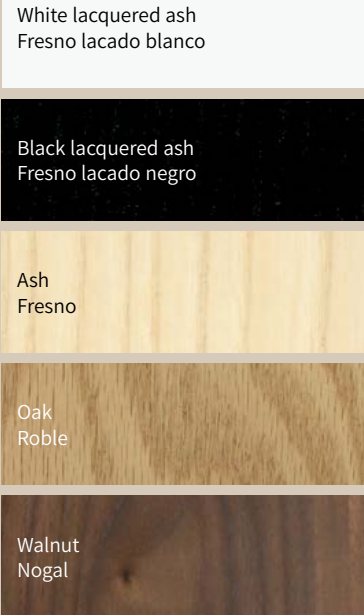 White lacquered ash
Fresno lacado blanco
Black lacquered ash
Fresno lacado negro
Ash
Fresno
Oak
Roble
Walnut
Nogal